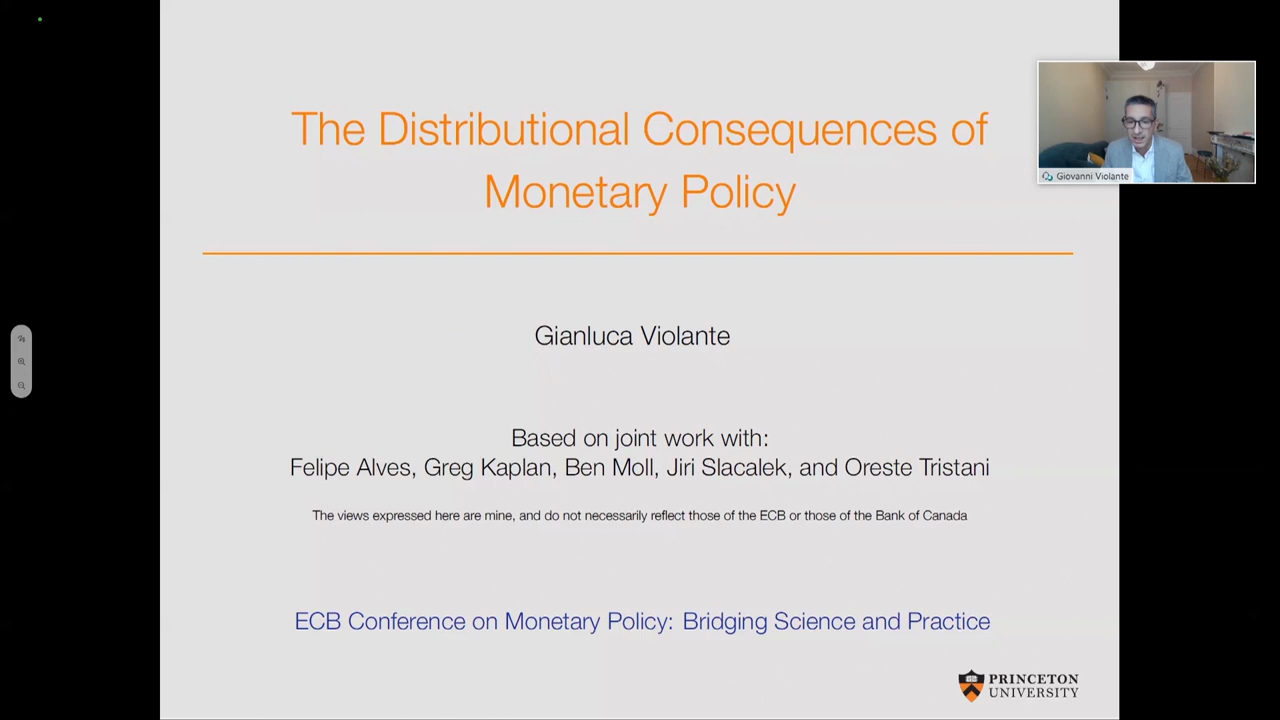 The Distributional Consequences of
Monetary Policy
Giovanni Violante
Gianluca Violante
Based on joint work with:
Felipe Alves, Greg Kaplan, Ben Moll, Jiri Slacalek, and Oreste Tristani
The views expressed here are mine, and do not necessarily reflect those of the ECB or those of the Bank of Canada
ECB Conference on Monetary Policy: Bridging Science and Practice
PRINCETON
UNIVERSITY